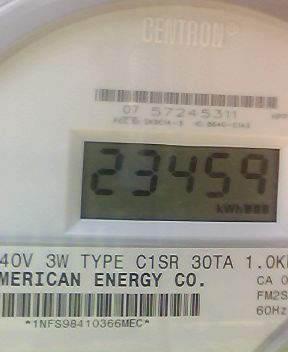 CENTRON®
07 57245311
23459
kWh
40V 3W TYPE C1SR 30TA 1.0K
MERICAN ENERGY CO.
CA 0
FM2S
60Hz
*1NFS98410366MEC*